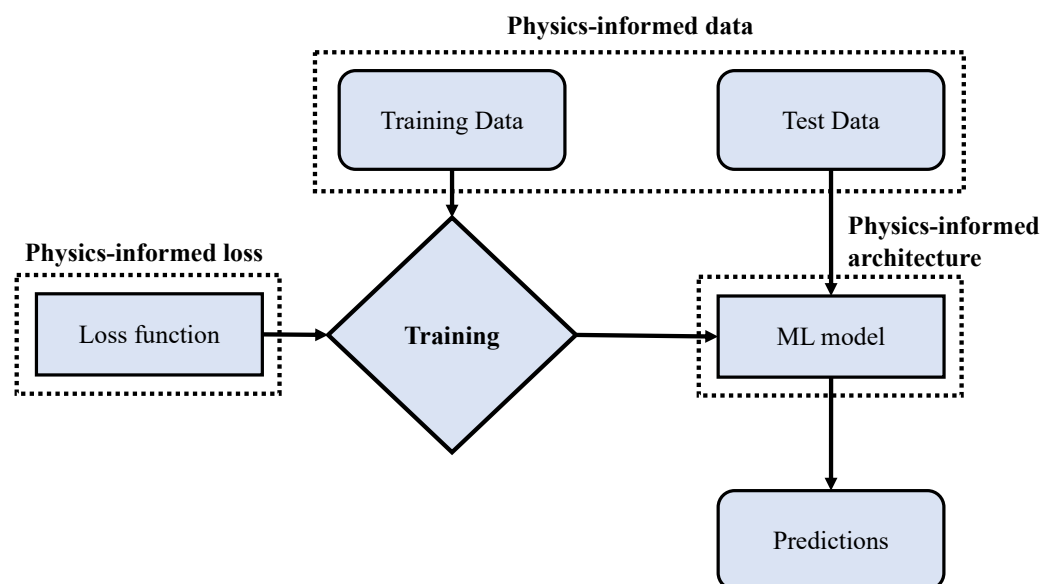 Physics-informed data
Training Data
Test Data
Physics-informed
architecture
Physics-informed loss
Loss function
Training
ML model
Predictions